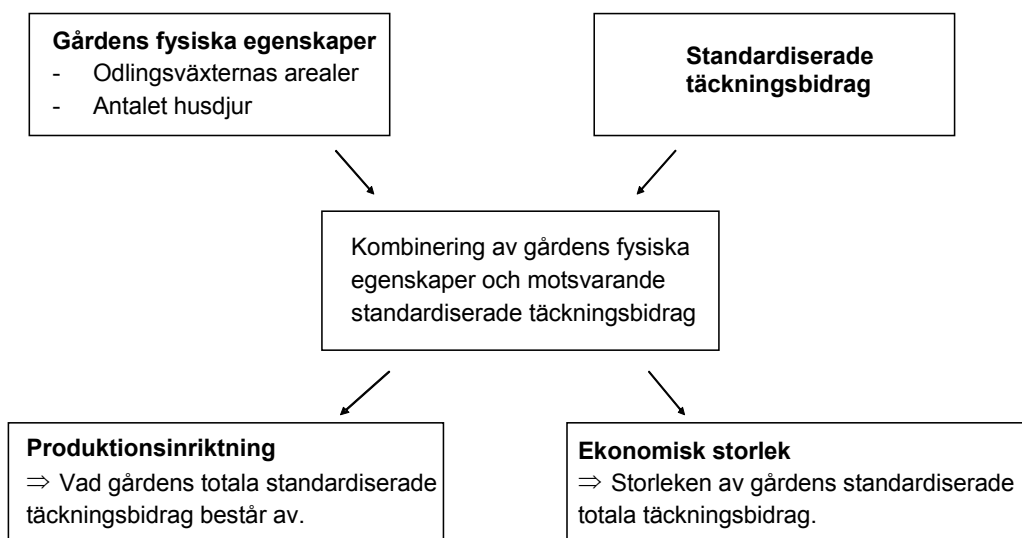 Gårdens fysiska egenskaper
- Odlingsväxternas arealer
- Antalet husdjur
Standardiserade
täckningsbidrag
Kombinering av gårdens fysiska
egenskaper och motsvarande
standardiserade täckningsbidrag
Produktionsinriktning
⇒ Vad gårdens totala standardiserade
täckningsbidrag består av.
Ekonomisk storlek
⇒ Storleken av gårdens standardiserade
totala täckningsbidrag.